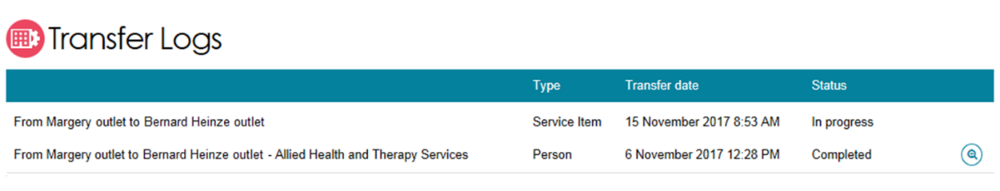 Transfer Logs
Type Transfer date Status
From Margery outlet to Bernard Heinze outlet Service Item 15 November 2017 8:53 AM In progress
From Margery outlet to Bernard Heinze outlet - Allied Health and Therapy Services Person 6 November 2017 12:28 PM Completed